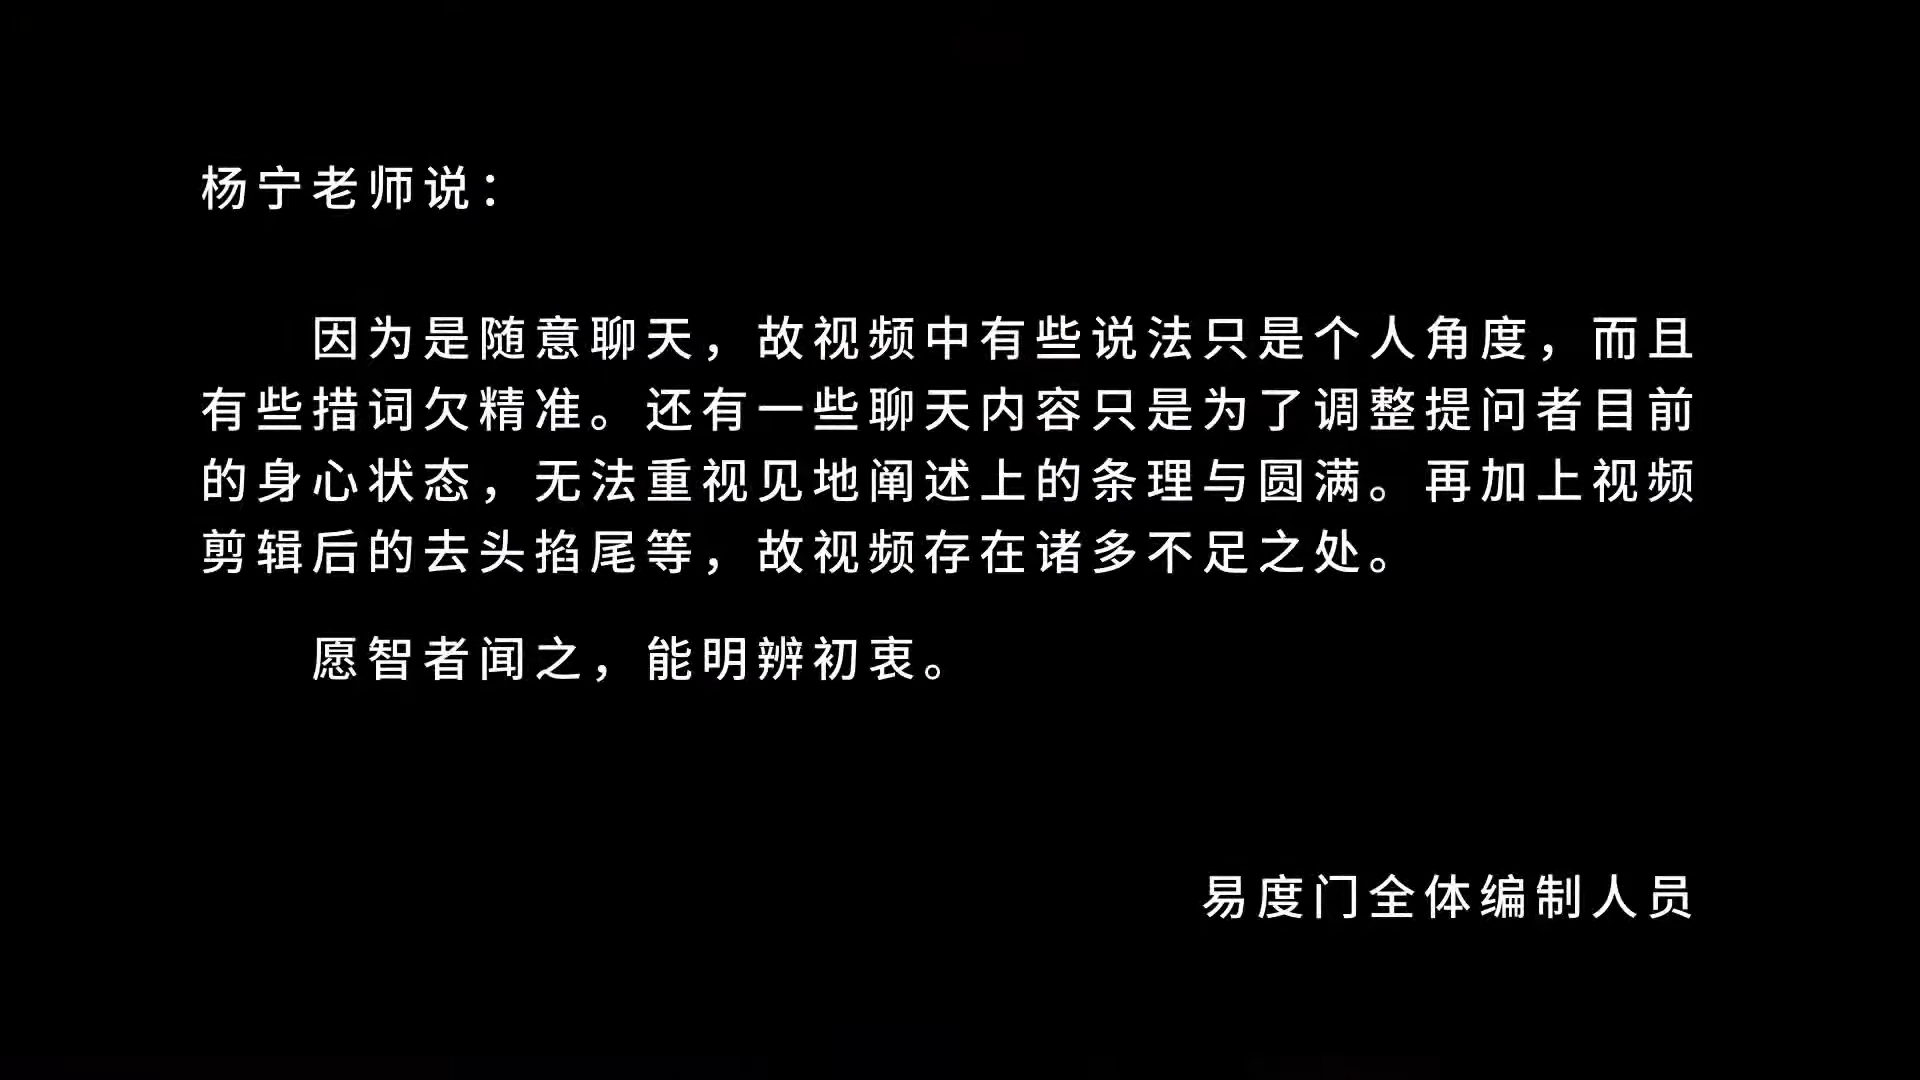 杨宁老师说：
因为是随意聊天，故视频中有些说法只是个人角度，而且
有些措词欠精准。还有一些聊天内容只是为了调整提问者目前
的身心状态，无法重视见地阐述上的条理与圆满。再加上视频
剪辑后的去头掐尾等，故视频存在诸多不足之处。
愿智者闻之，能明辨初衷。
易度门全体编制人员